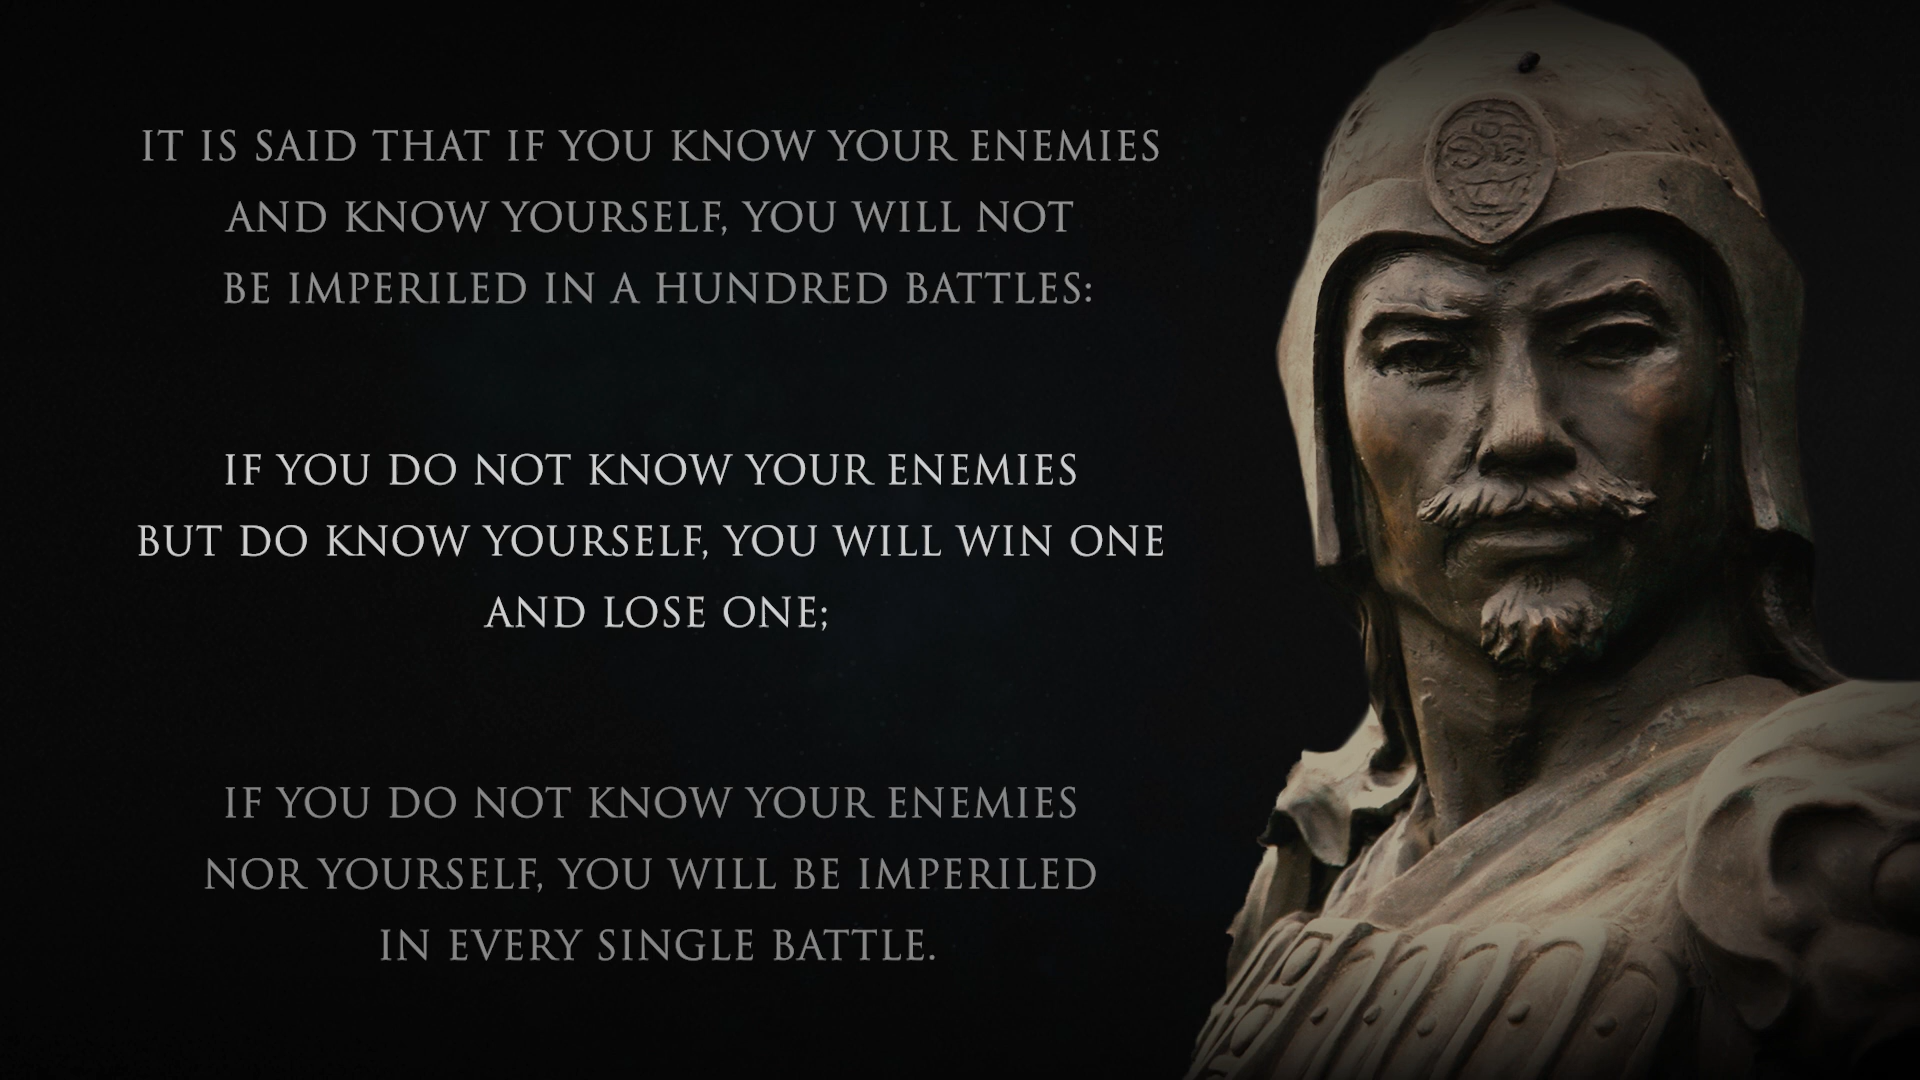 IT IS SAID THAT IF YOU KNOW YOUR ENEMIES
AND KNOW YOURSELF, YOU WILL NOT
BE IMPERILED IN A HUNDRED BATTLES:
IF YOU DO NOT KNOW YOUR ENEMIES
BUT DO KNOW YOURSELF, YOU WILL WIN ONE
AND LOSE ONE;
IF YOU DO NOT KNOW YOUR ENEMIES
NOR YOURSELF, YOU WILL BE IMPERILED
IN EVERY SINGLE BATTLE.